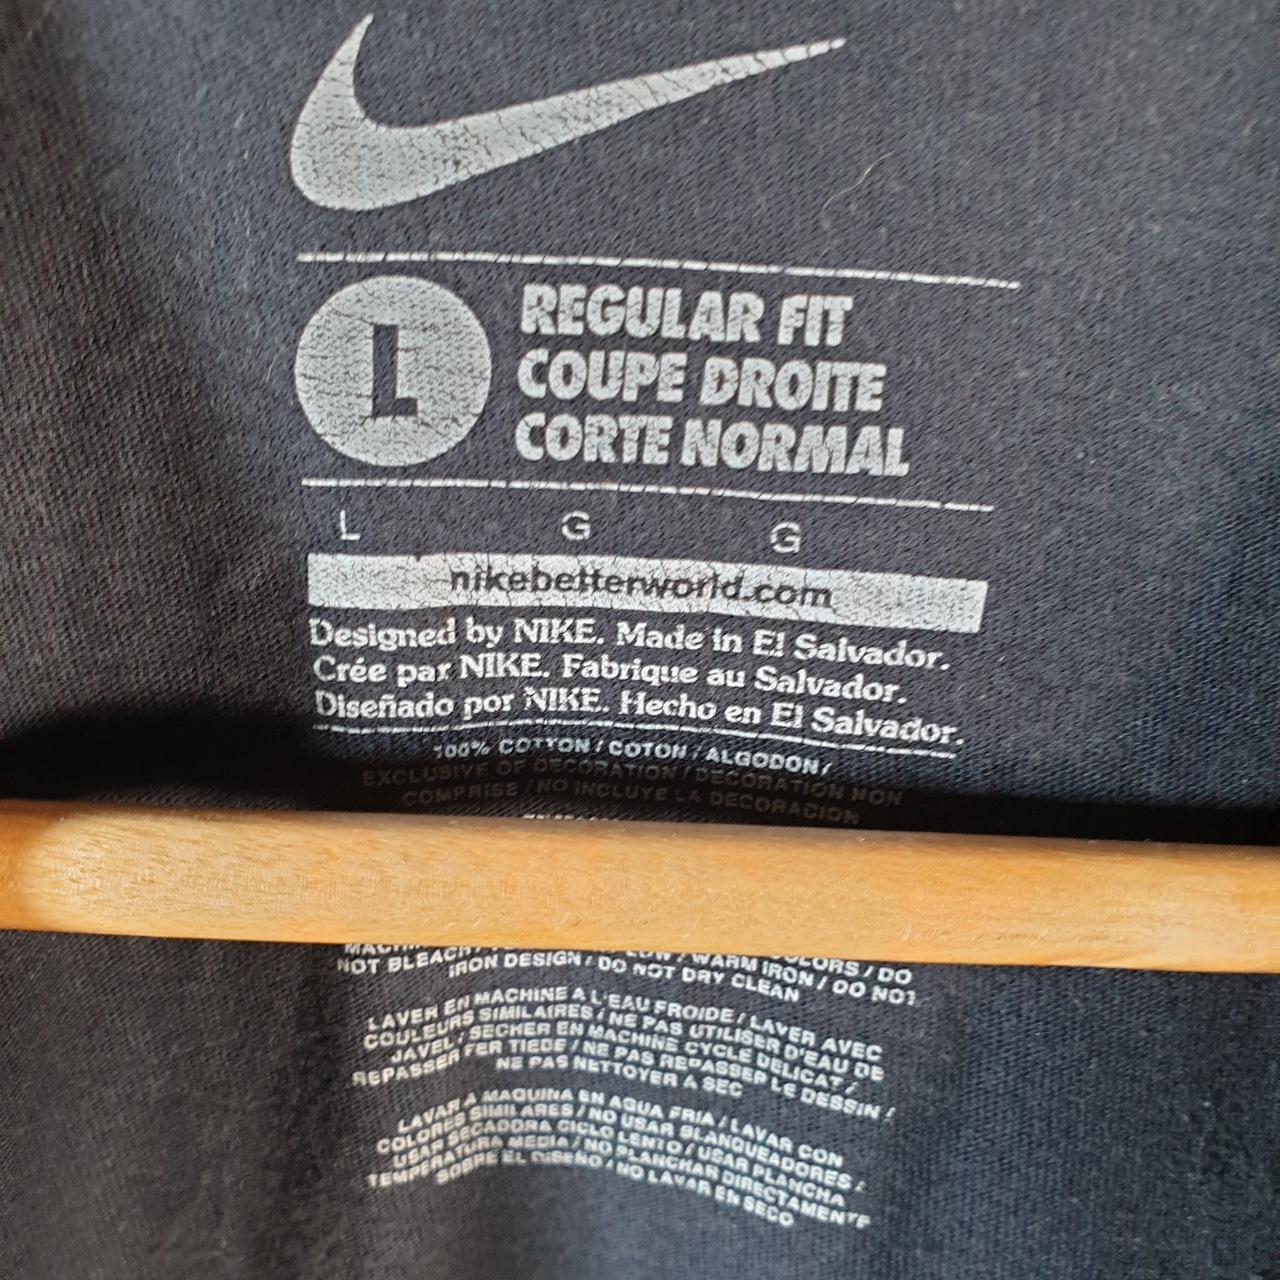 L
REGULAR FIT
COUPE DROITE
CORTE NORMAL
L G G
nikebetterworld.com
Designed by NIKE. Made in El Salvador.
Crée par NIKE. Fabrique au Salvador.
Diseñado por NIKE. Hecho en El Salvador.
100% COTTON / COTON / ALGODON /
EXCLUSIVE OF DECORATION / DECORATION NON
COMPRISE / NO INCLUYE LA DECORACION
COLORS / DO
NOT BLEACH / WARM IRON / DO NOT
IRON DESIGN / DO NOT DRY CLEAN
LAVER EN MACHINE A L'EAU FROIDE / LAVER AVEC
COULEURS SIMILAIRES / NE PAS UTILISER D'EAU DE
JAVEL / SECHER EN MACHINE CYCLE DELICAT /
REPASSER FER TIEDE / NE PAS REPASSER LE DESSIN /
NE PAS NETTOYER A SEC
LAVAR A MAQUINA EN AGUA FRIA / LAVAR CON
COLORES SIMILARES / NO USAR BLANQUEADORES /
USAR SECADORA CICLO LENTO / USAR PLANCHA
TEMPERATURA MEDIA / NO PLANCHAR DIRECTAMENTE
SOBRE EL DISEÑO / NO LAVAR EN SECO